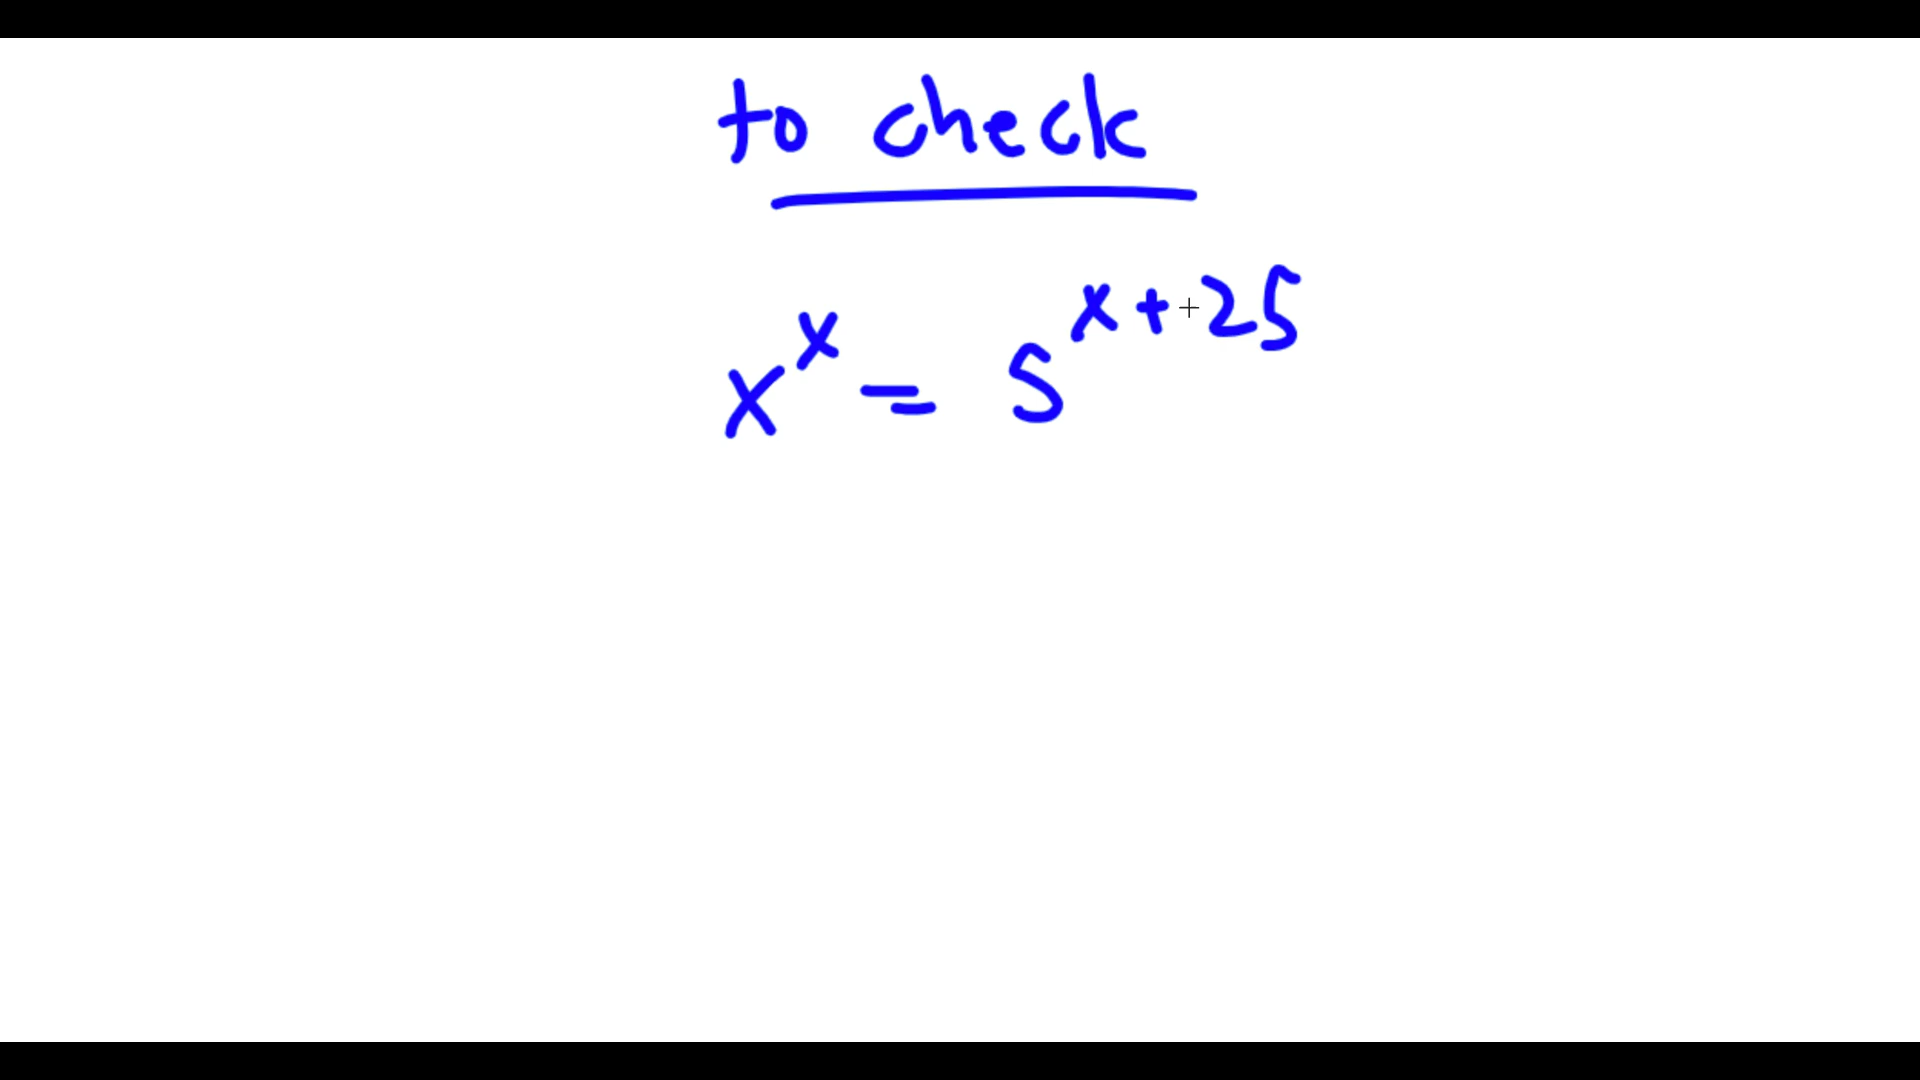 to check
x^x = 5^{x+25}